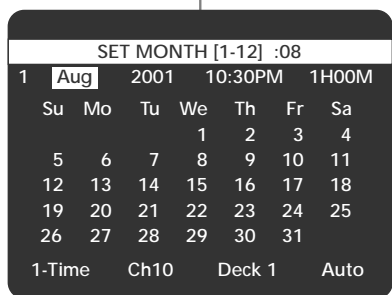 SET MONTH [1-12] :08
1 Aug 2001 10:30PM 1H00M
Su Mo Tu We Th Fr Sa
1 2 3 4
5 6 7 8 9 10 11
12 13 14 15 16 17 18
19 20 21 22 23 24 25
26 27 28 29 30 31
1-Time Ch10 Deck 1 Auto